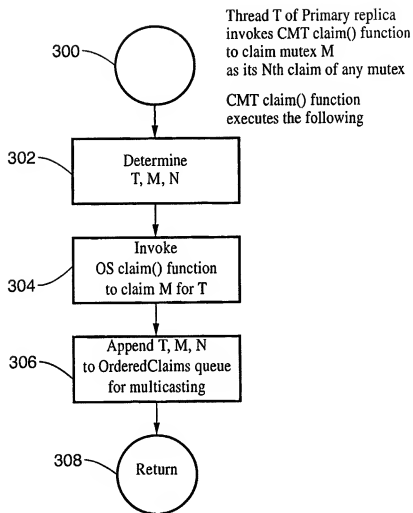 Thread T of Primary replica
invokes CMT claim() function
to claim mutex M
as its Nth claim of any mutex
CMT claim() function
executes the following
300
302
Determine
T, M, N
304
Invoke
OS claim() function
to claim M for T
306
Append T, M, N
to OrderedClaims queue
for multicasting
308
Return